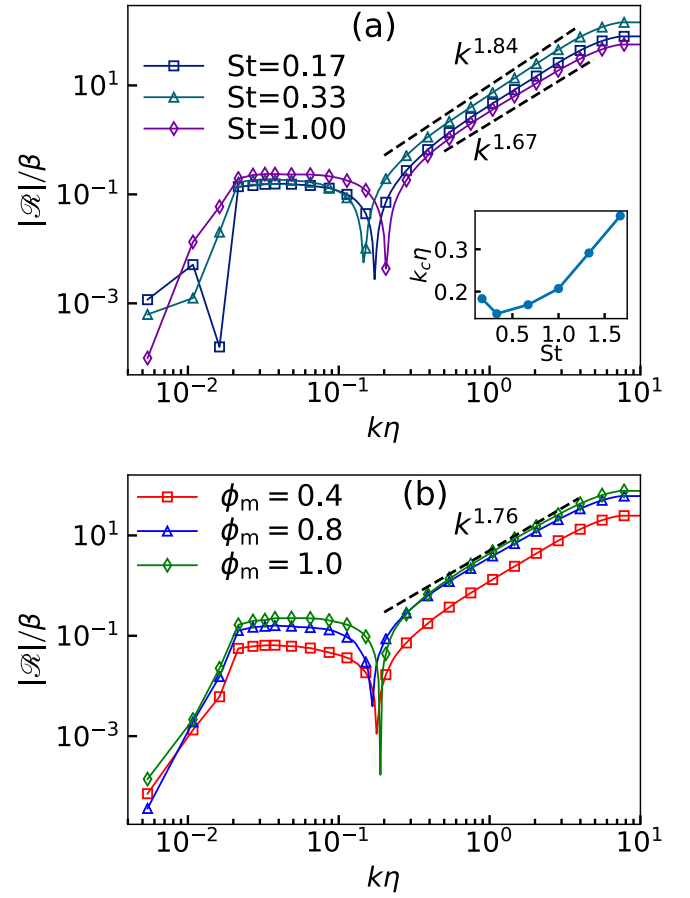 (a)
St=0.17
St=0.33
St=1.00
k^1.84
k^1.67
|ℛ|/β
10^1
10^−1
10^−3
k_cη
0.3
0.2
0.5 1.0 1.5
St
10^−2 10^−1 10^0 10^1
kη
(b)
ϕ_m = 0.4
ϕ_m = 0.8
ϕ_m = 1.0
k^1.76
|ℛ|/β
10^1
10^−1
10^−3
10^−2 10^−1 10^0 10^1
kη